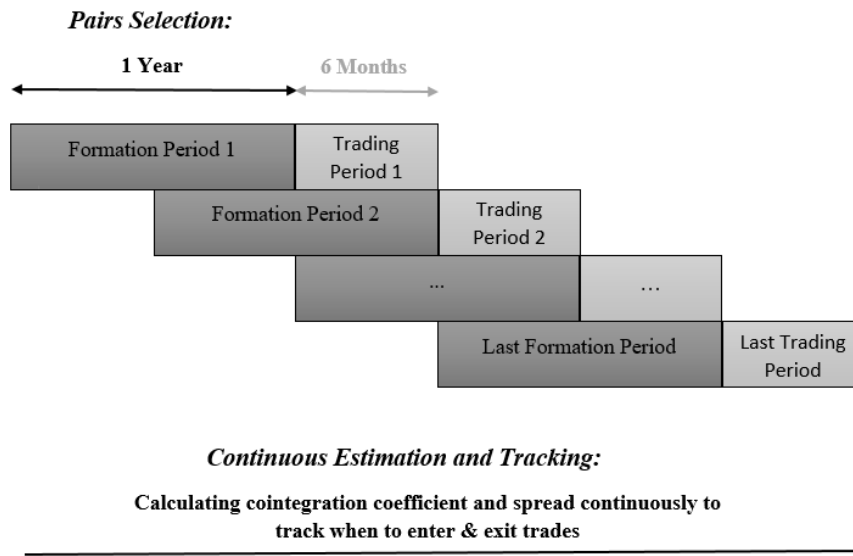 Pairs Selection:
1 Year
6 Months
Formation Period 1
Trading
Period 1
Formation Period 2
Trading
Period 2
...
...
Last Formation Period
Last Trading
Period
Continuous Estimation and Tracking:
Calculating cointegration coefficient and spread continuously to
track when to enter & exit trades